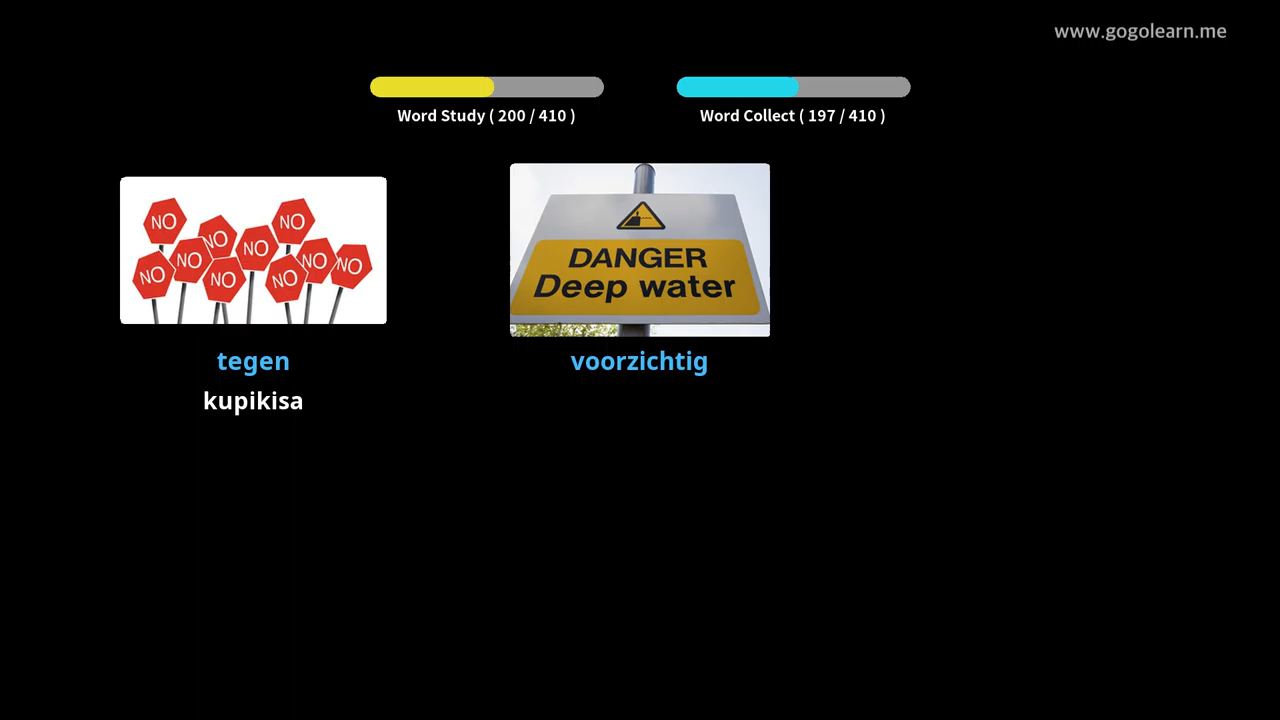 www.gogolearn.me
Word Study ( 200 / 410 )
Word Collect ( 197 / 410 )
NO
NO
NO
NO
NO
NO
NO
NO
NO
NO
DANGER
Deep water
tegen
voorzichtig
kupikisa